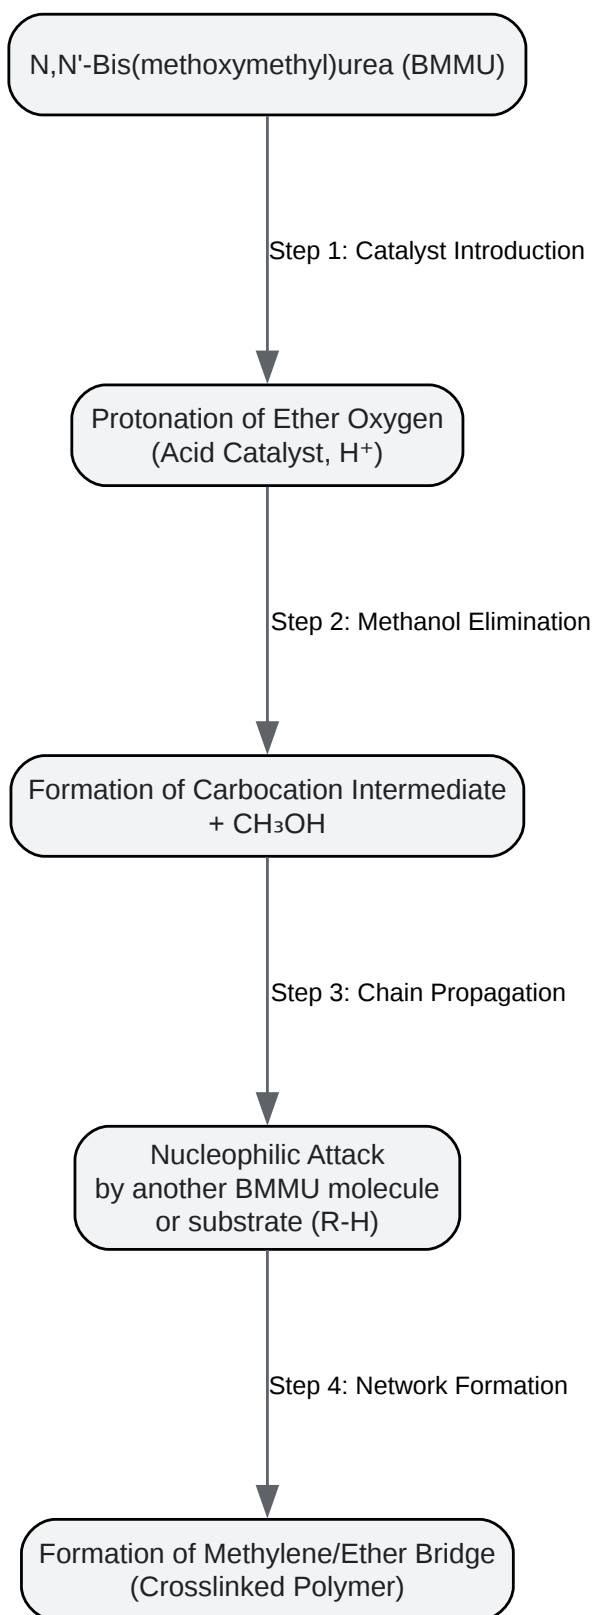 N,N'-Bis(methoxymethyl)urea (BMMU)
Step 1: Catalyst Introduction
Protonation of Ether Oxygen
(Acid Catalyst, H⁺)
Step 2: Methanol Elimination
Formation of Carbocation Intermediate
+ CH₃OH
Step 3: Chain Propagation
Nucleophilic Attack
by another BMMU molecule
or substrate (R-H)
Step 4: Network Formation
Formation of Methylene/Ether Bridge
(Crosslinked Polymer)